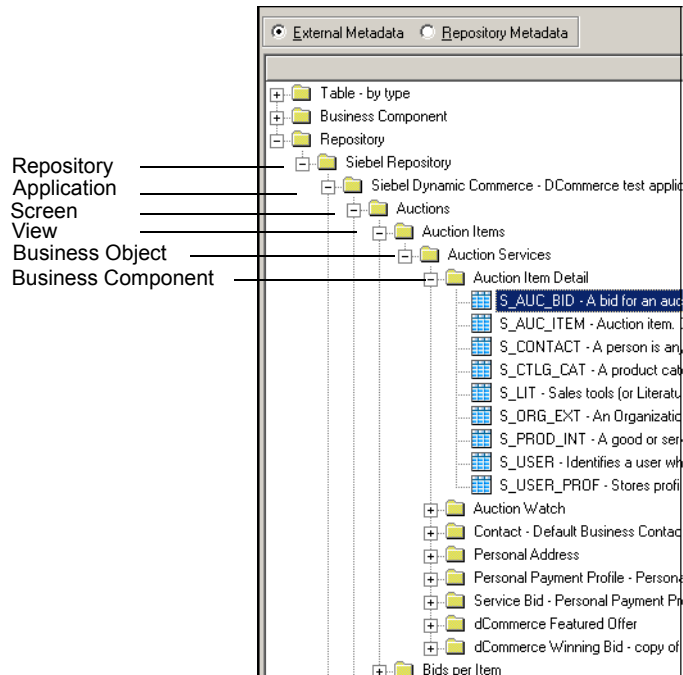 External Metadata Repository Metadata
Table - by type
Business Component
Repository
Repository Siebel Repository
Application Siebel Dynamic Commerce - DCommerce test applic
Screen Auctions
View Auction Items
Business Object Auction Services
Business Component Auction Item Detail
S_AUC_BID - A bid for an auc
S_AUC_ITEM - Auction item.
S_CONTACT - A person is any
S_CTLG_CAT - A product cat
S_LIT - Sales tools (or Literatu
S_ORG_EXT - An Organizatio
S_PROD_INT - A good or ser
S_USER - Identifies a user wh
S_USER_PROF - Stores profi
Auction Watch
Contact - Default Business Contac
Personal Address
Personal Payment Profile - Persona
Service Bid - Personal Payment Pr
dCommerce Featured Offer
dCommerce Winning Bid - copy of
Bids per Item